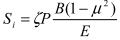 S_i = ζP B(1 − μ²) / E